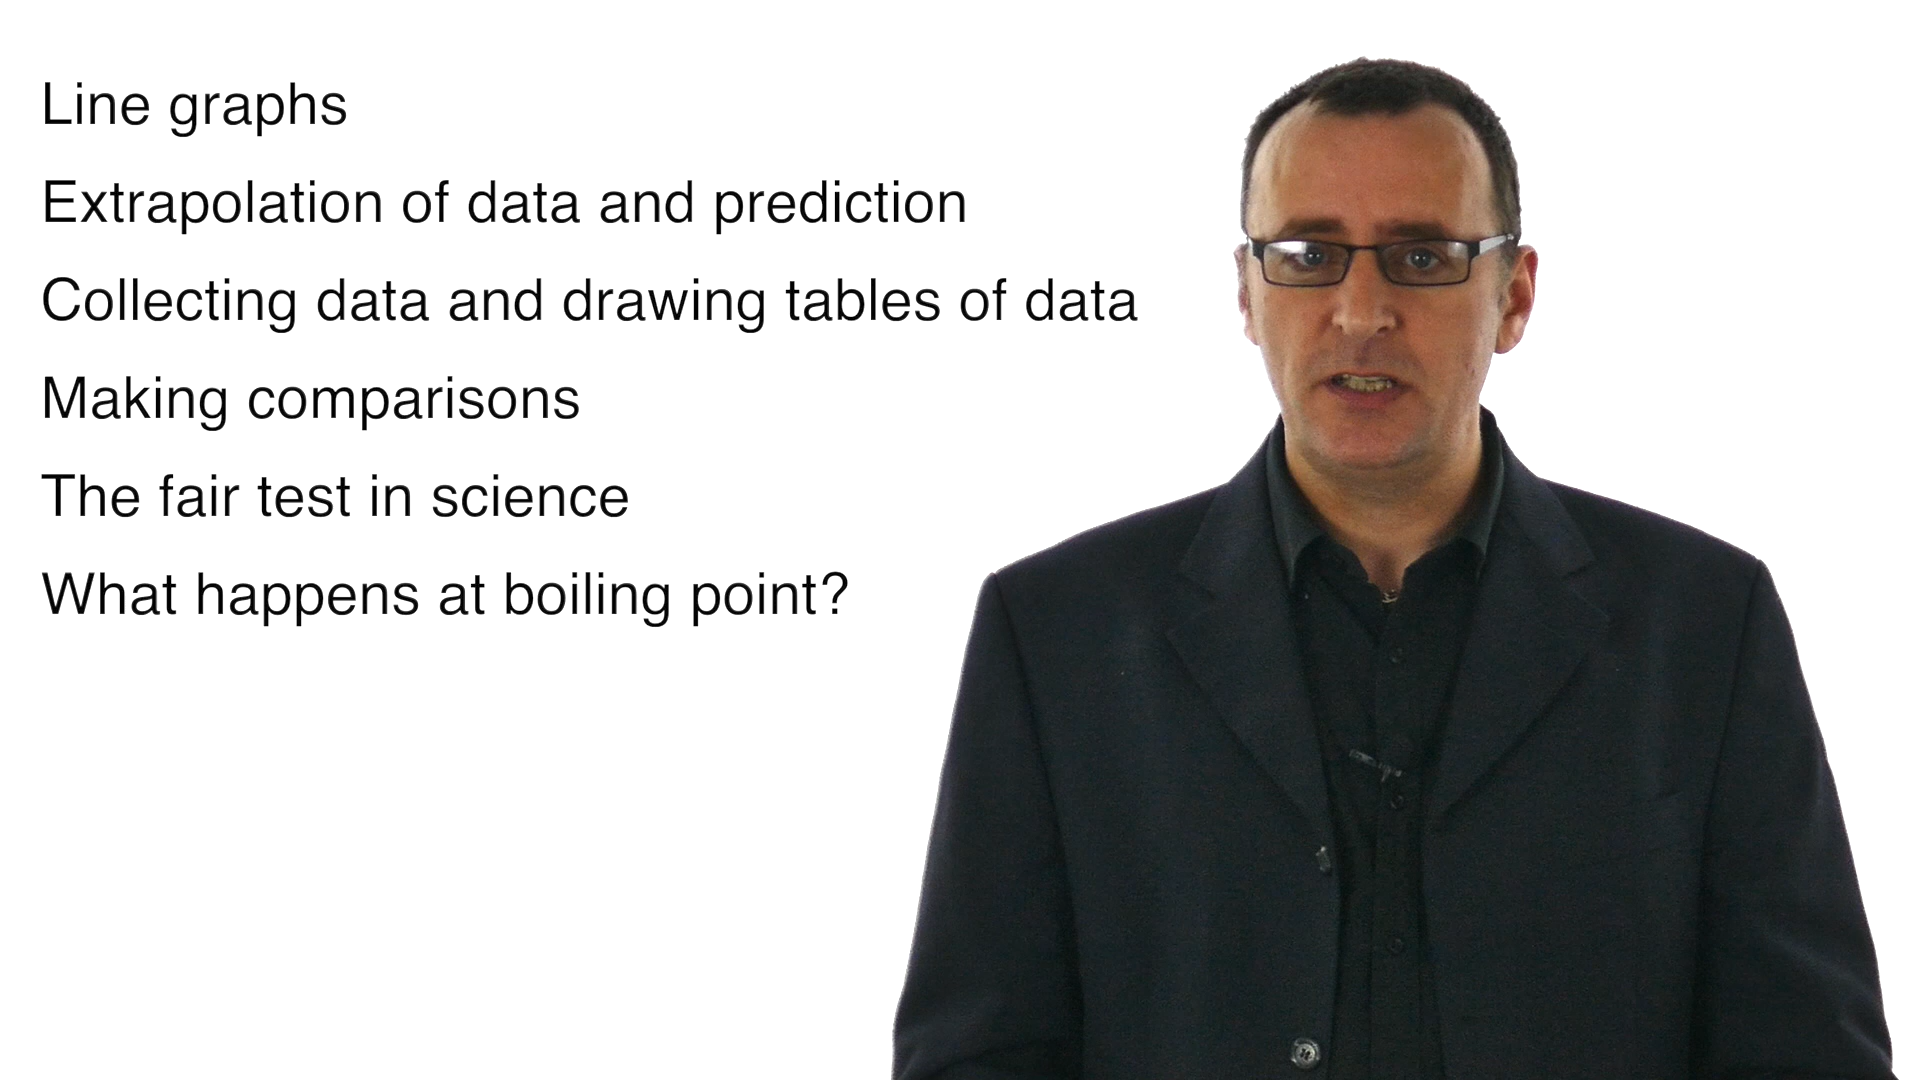 Line graphs
Extrapolation of data and prediction
Collecting data and drawing tables of data
Making comparisons
The fair test in science
What happens at boiling point?